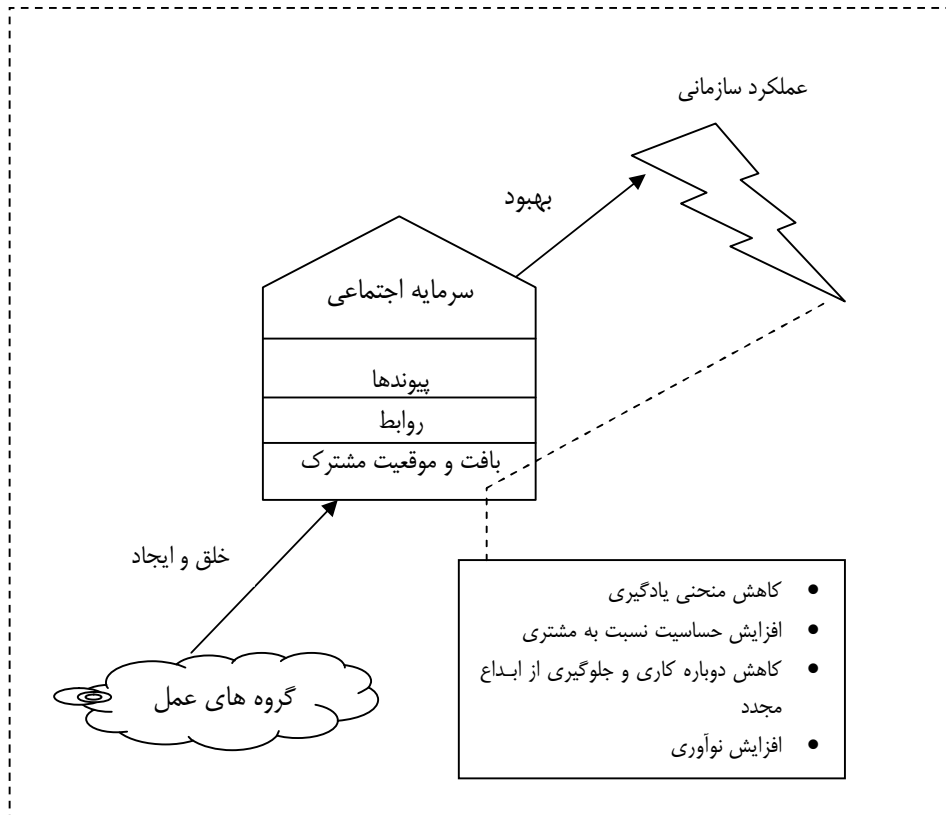 عملکرد سازمانی
بهبود
سرمایه اجتماعی
پیوندها
روابط
بافت و موقعیت مشترک
خلق و ایجاد
گروه های عمل
● کاهش منحنی یادگیری
● افزایش حساسیت نسبت به مشتری
● کاهش دوباره کاری و جلوگیری از ابـداع
مجدد
● افزایش نوآوری